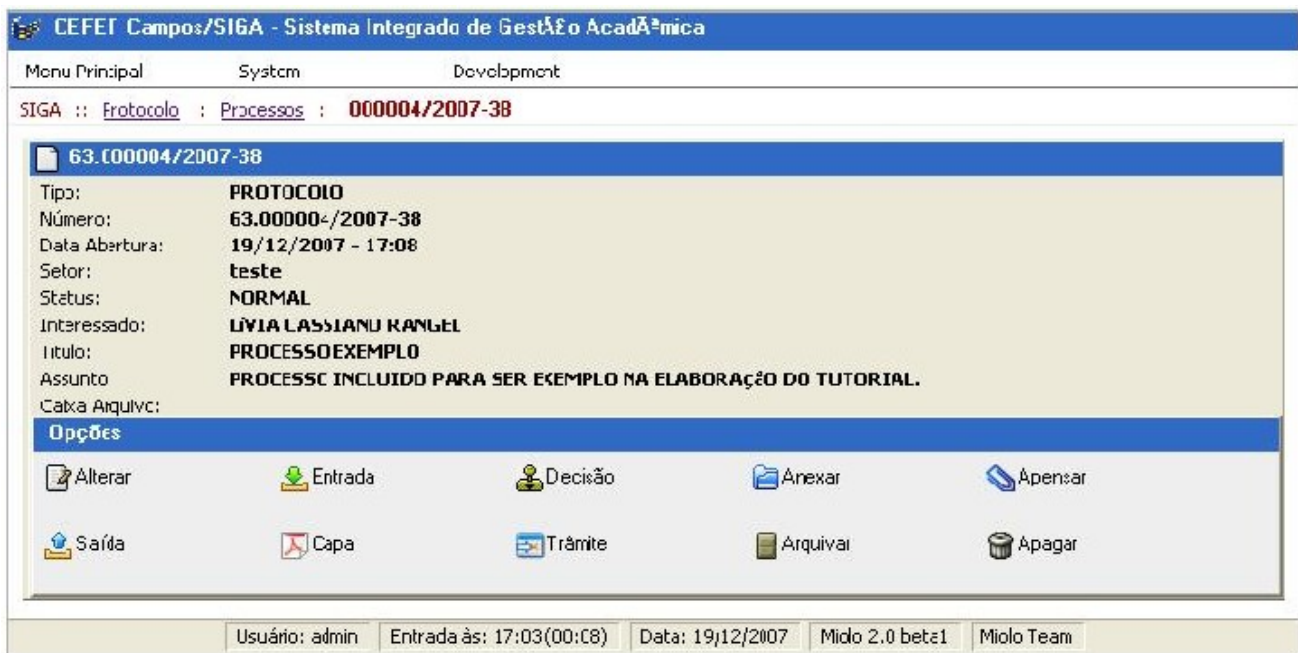 CEFET Campos/SIGA - Sistema Integrado de GestÃ£o AcadÃªmica
Menu Principal System Development
SIGA :: Protocolo : Processos : 000004/2007-38
63.000004/2007-38
Tipo: PROTOCOLO
Número: 63.000004/2007-38
Data Abertura: 19/12/2007 - 17:08
Setor: teste
Status: NORMAL
Interessado: LÍVIA CASSIANO RANGEL
Título: PROCESSO EXEMPLO
Assunto PROCESSO INCLUIDO PARA SER EXEMPLO NA ELABORAÇÃO DO TUTORIAL.
Caixa Arquivo:
Opções
Alterar Entrada Decisão Anexar Apensar
Saída Capa Trâmite Arquivar Apagar
Usuário: admin Entrada às: 17:03(00:08) Data: 19/12/2007 Miolo 2.0 beta1 Miolo Team